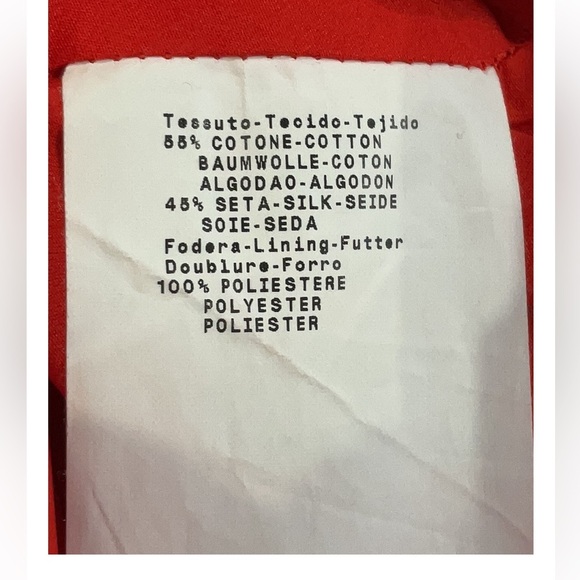 Tessuto-Tecido-Tejido
55% COTONE-COTTON
BAUMWOLLE-COTON
ALGODAO-ALGODON
45% SETA-SILK-SEIDE
SOIE-SEDA
Fodera-Lining-Futter
Doublure-Forro
100% POLIESTERE
POLYESTER
POLIESTER